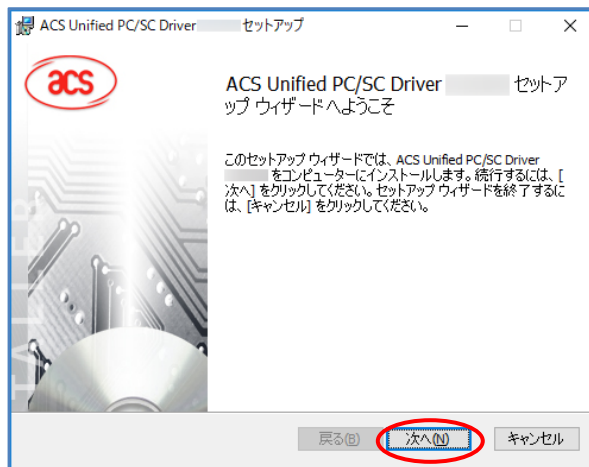 ACS Unified PC/SC Driver セットアップ
acs
ACS Unified PC/SC Driver セットア
ップ ウィザードへようこそ
このセットアップ ウィザードでは、ACS Unified PC/SC Driver
をコンピューターにインストールします。続行するには、[
次へ] をクリックしてください。セットアップ ウィザードを終了するに
は、[キャンセル] をクリックしてください。
戻る(B) 次へ(N) キャンセル